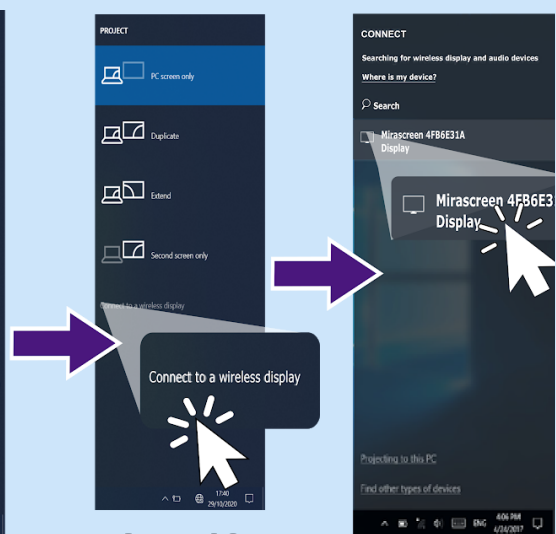 PROJECT
PC screen only
Duplicate
Extend
Second screen only
Connect to a wireless display
Connect to a wireless display
17:40
29/10/2020
CONNECT
Searching for wireless display and audio devices
Where is my device?
Search
Mirascreen 4FB6E31A
Display
Mirascreen 4FB6E3
Display
Projecting to this PC
Find other types of devices
ENG
4:06 PM
4/24/2017